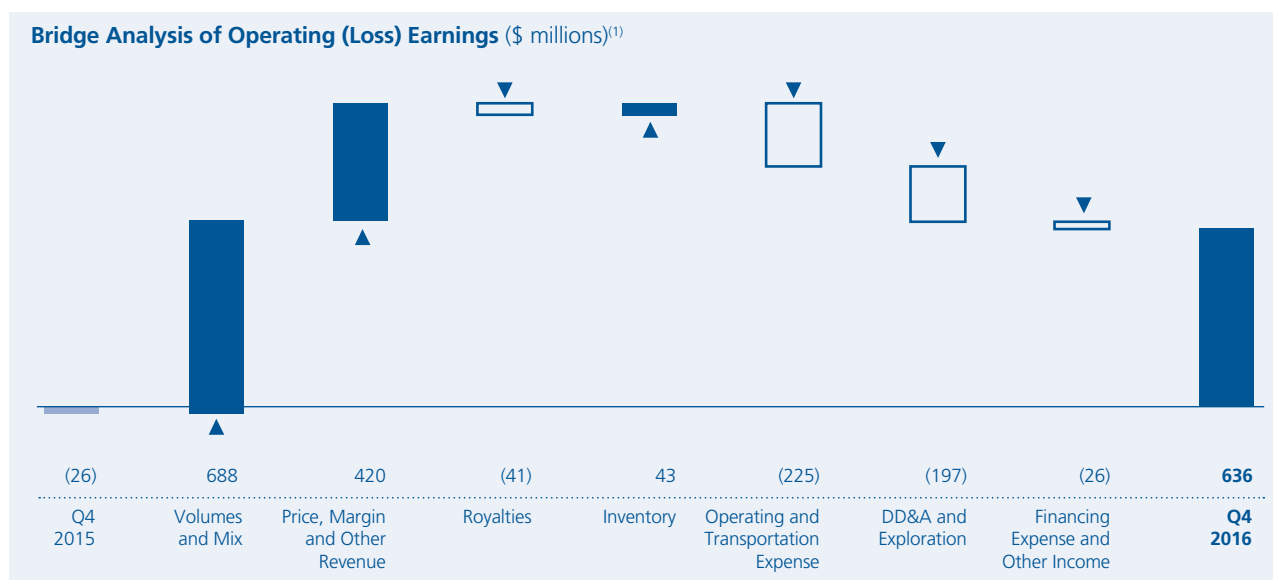 Bridge Analysis of Operating (Loss) Earnings ($ millions)(1)
(26) 688 420 (41) 43 (225) (197) (26) 636
Q4
2015
Volumes
and Mix
Price, Margin
and Other
Revenue
Royalties
Inventory
Operating and
Transportation
Expense
DD&A and
Exploration
Financing
Expense and
Other Income
Q4
2016